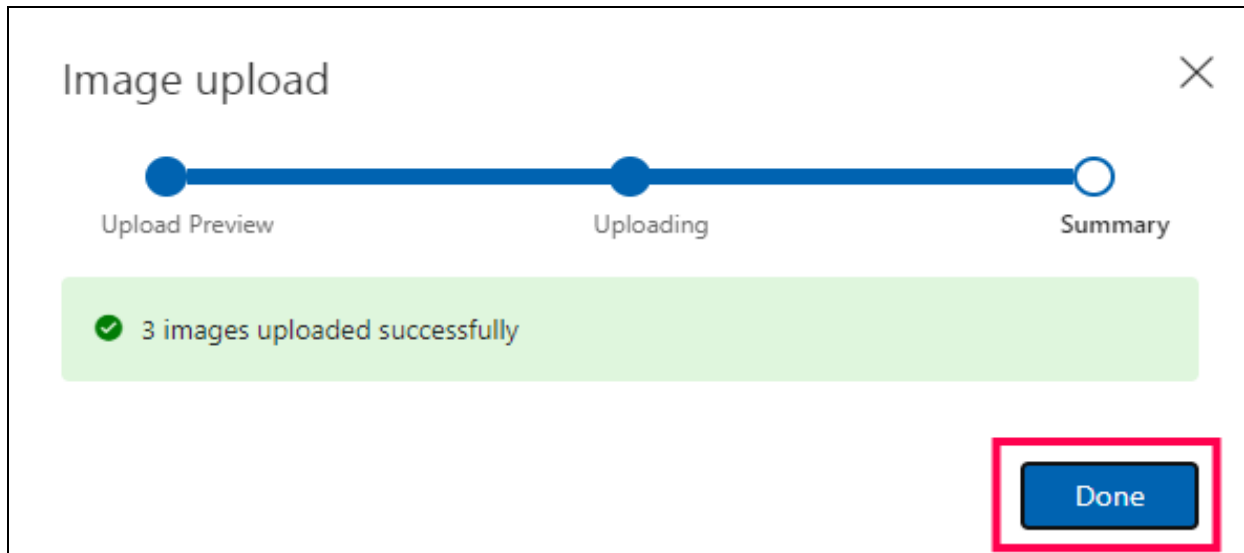 Image upload
Upload Preview
Uploading
Summary
3 images uploaded successfully
Done